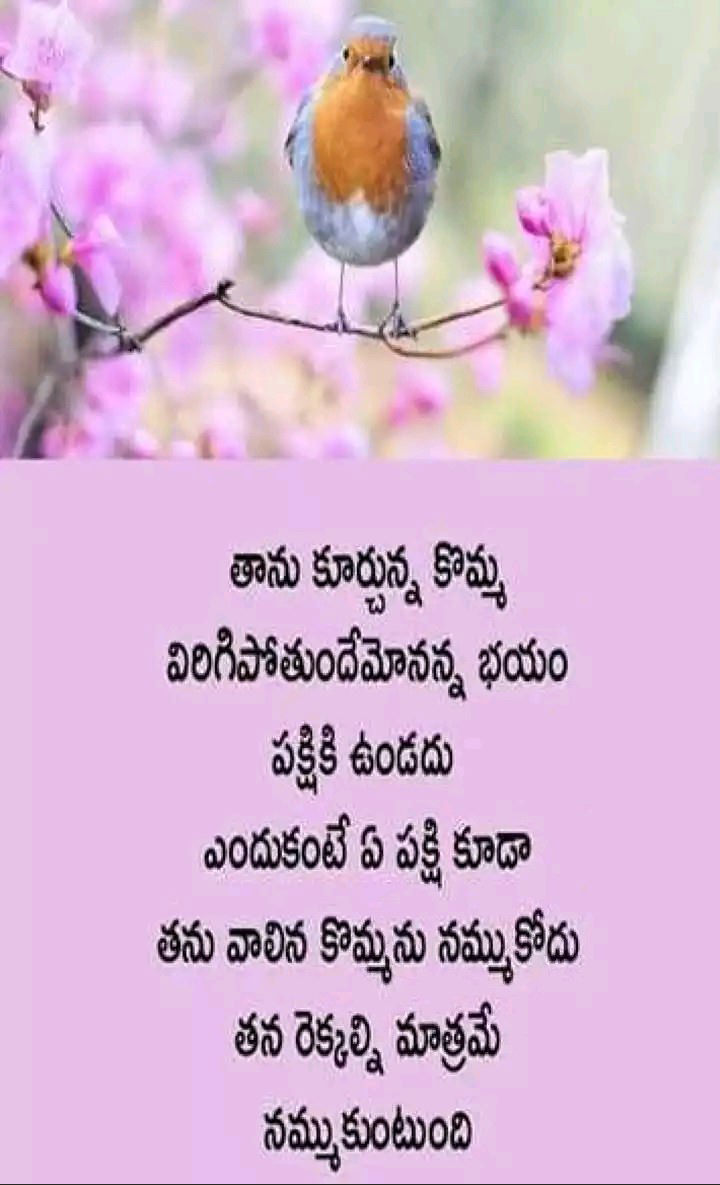 తాను కూర్చున్న కొమ్మ
విరిగిపోతుందేమోనన్న భయం
పక్షికి ఉండదు
ఎందుకంటే ఏ పక్షి కూడా
తను వాలిన కొమ్మను నమ్ముకోదు
తన రెక్కల్ని మాత్రమే
నమ్ముకుంటుంది